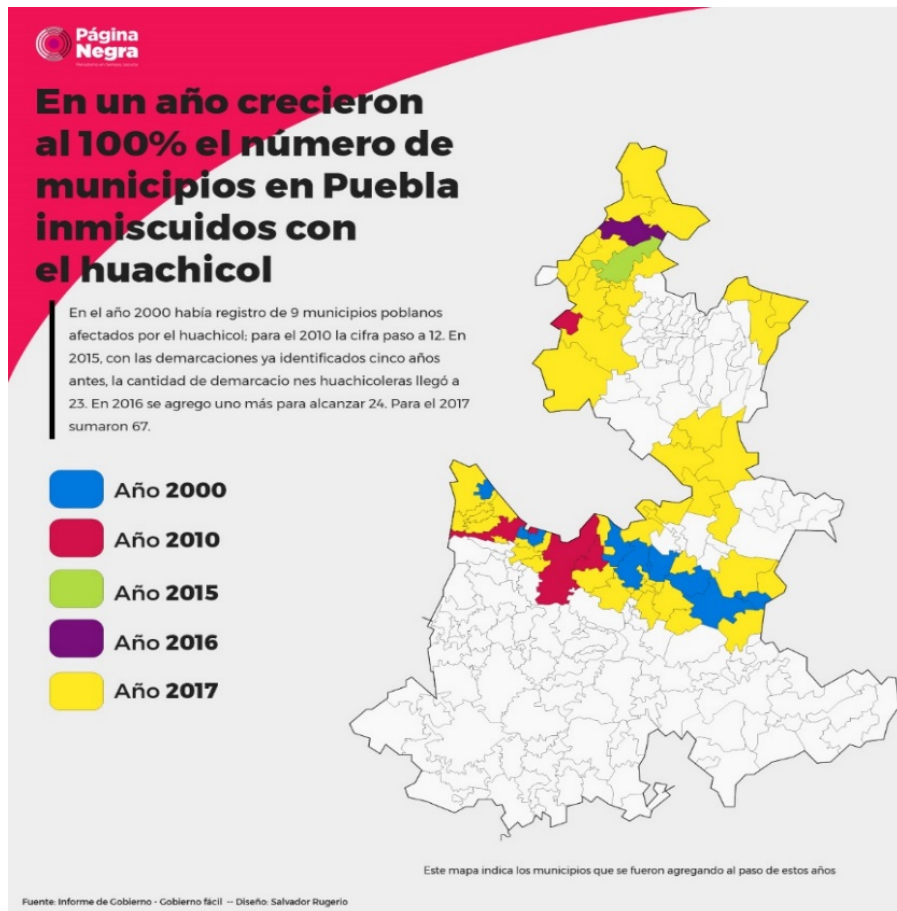 Página
Negra
En un año crecieron
al 100% el número de
municipios en Puebla
inmiscuidos con
el huachicol
En el año 2000 había registro de 9 municipios poblanos
afectados por el huachicol; para el 2010 la cifra paso a 12. En
2015, con las demarcaciones ya identificados cinco años
antes, la cantidad de demarcacio nes huachicoleras llegó a
23. En 2016 se agrego uno más para alcanzar 24. Para el 2017
sumaron 67.
Año 2000
Año 2010
Año 2015
Año 2016
Año 2017
Este mapa indica los municipios que se fueron agregando al paso de estos años
Fuente: Informe de Gobierno - Gobierno fácil -- Diseño: Salvador Rugerio